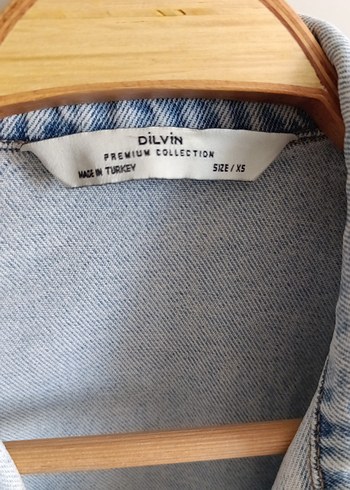 DiLViN
PREMIUM COLLECTION
MADE IN TURKEY SIZE / XS